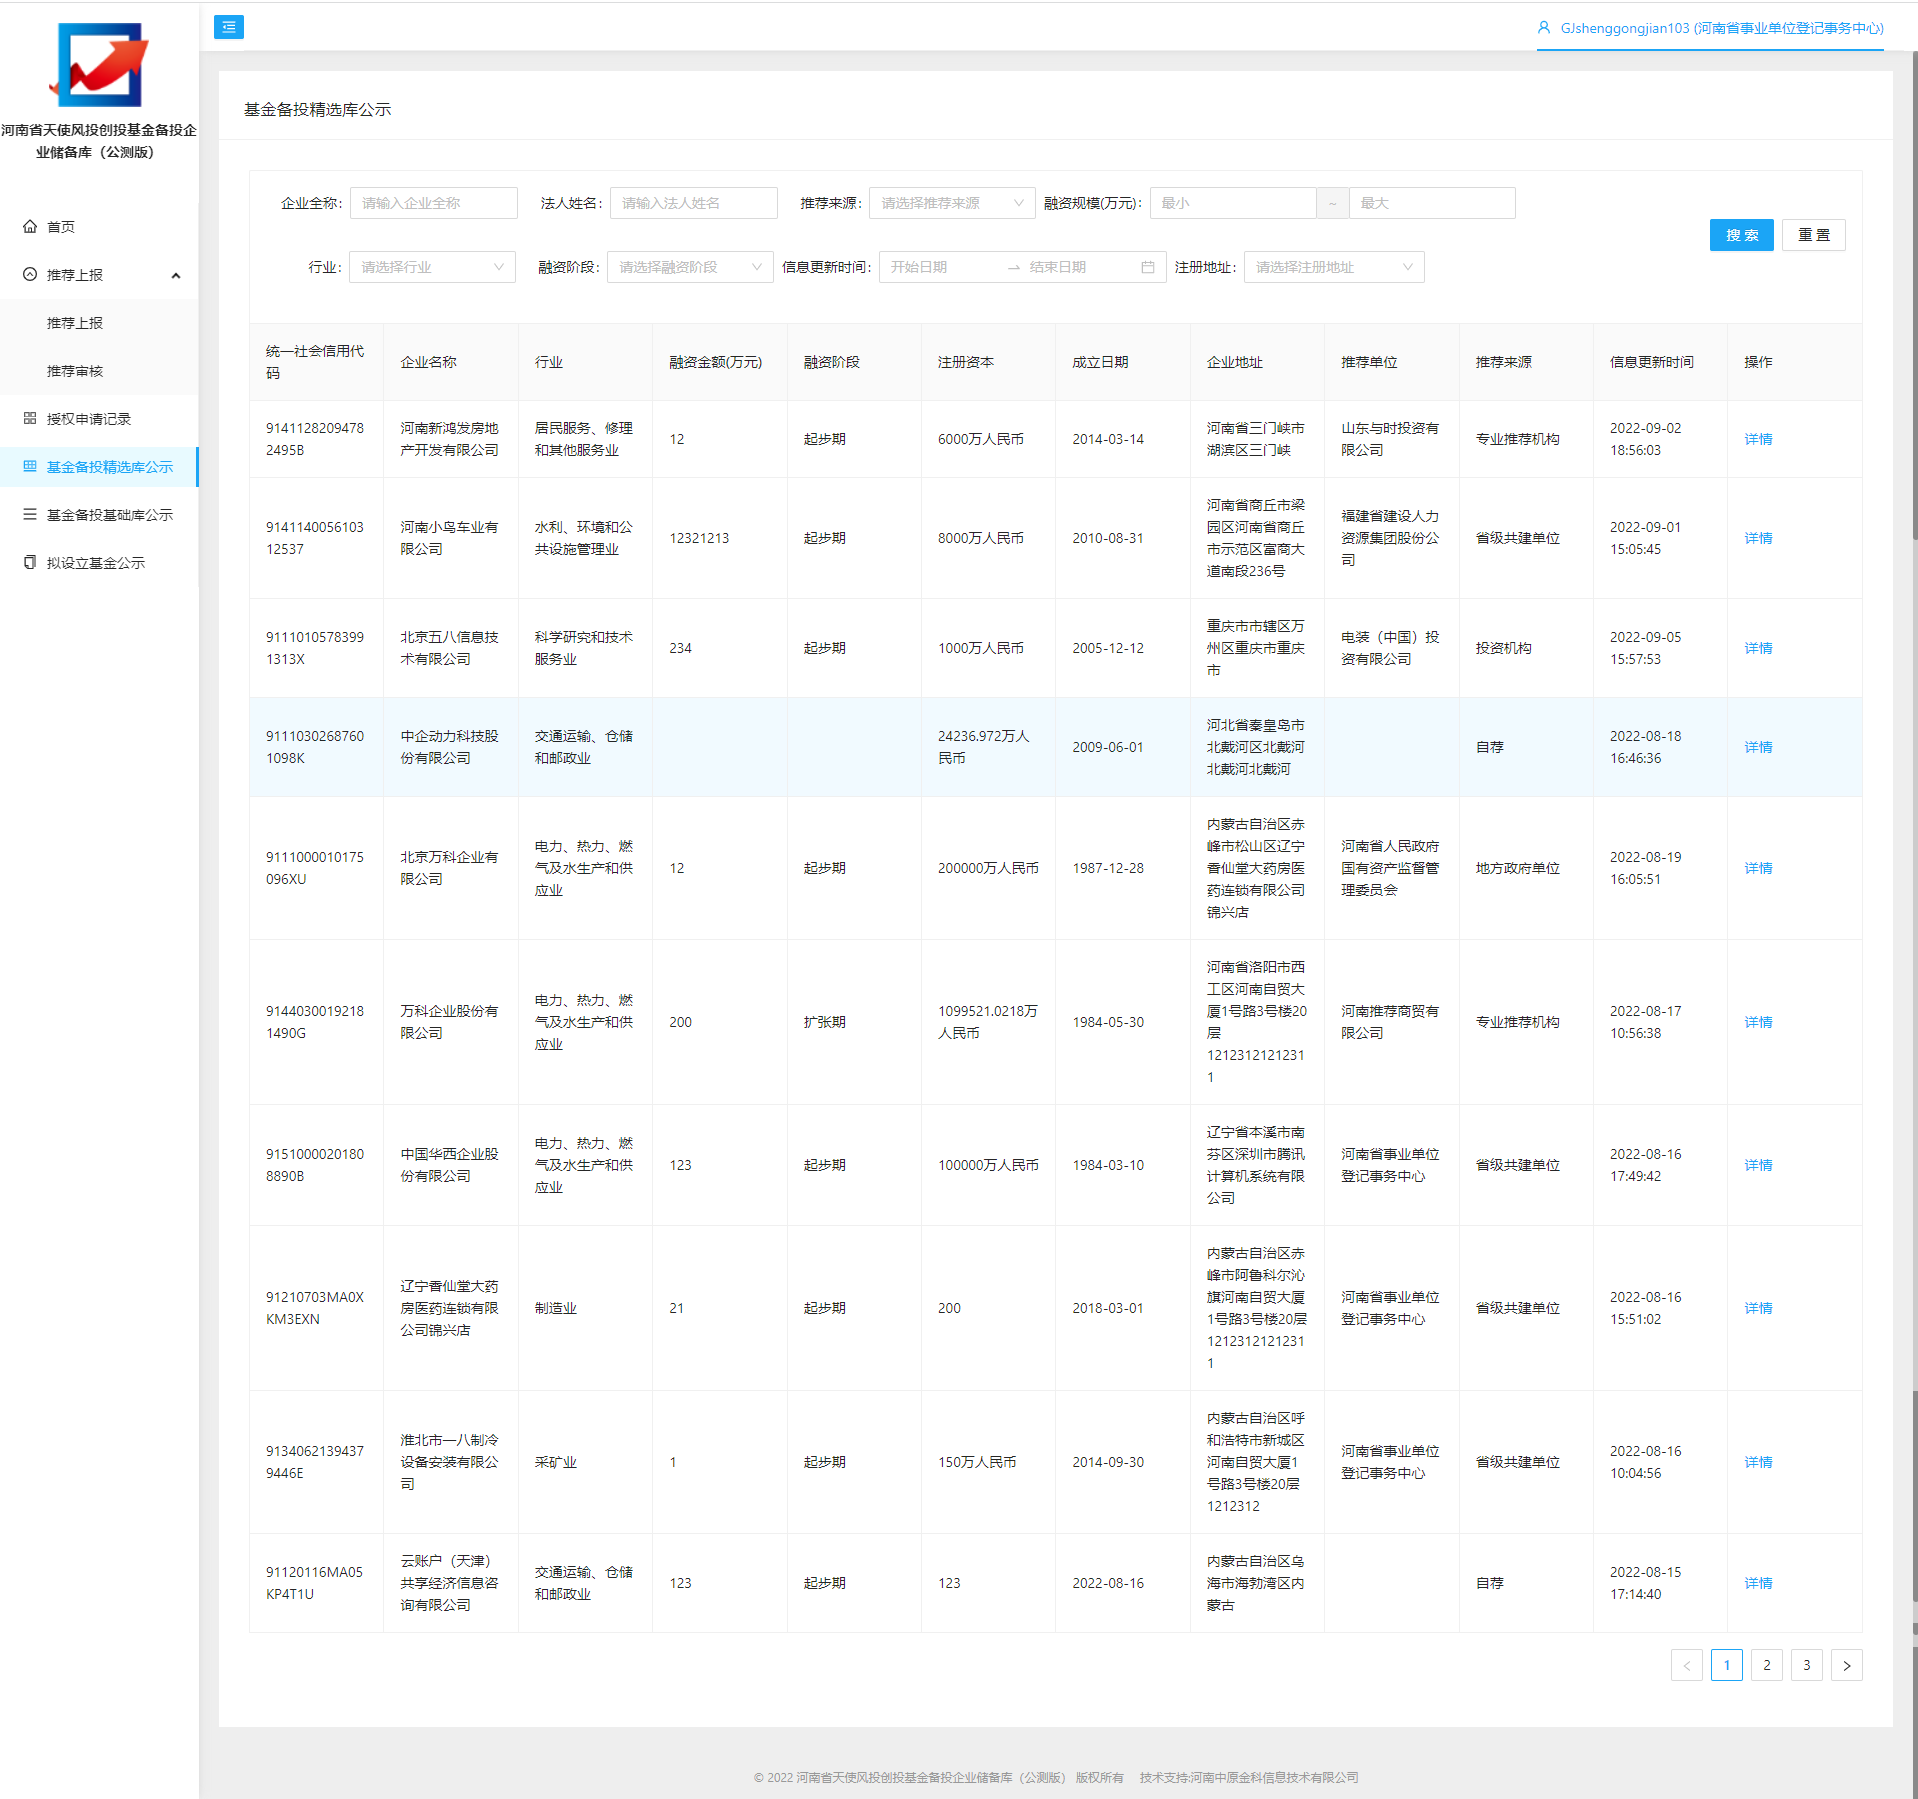 GJshenggongjian103 (河南省事业单位登记事务中心)
河南省天使风投创投基金备投企
业储备库（公测版）
首页
推荐上报
推荐上报
推荐审核
授权申请记录
基金备投精选库公示
基金备投基础库公示
拟设立基金公示
基金备投精选库公示
企业全称: 请输入企业全称 法人姓名: 请输入法人姓名 推荐来源: 请选择推荐来源 融资规模(万元): 最小 ~ 最大
搜 索 重 置
行业: 请选择行业 融资阶段: 请选择融资阶段 信息更新时间: 开始日期 → 结束日期 注册地址: 请选择注册地址
统一社会信用代
码
企业名称
行业
融资金额(万元)
融资阶段
注册资本
成立日期
企业地址
推荐单位
推荐来源
信息更新时间
操作
9141128209478
2495B
河南新鸿发房地
产开发有限公司
居民服务、修理
和其他服务业
12
起步期
6000万人民币
2014-03-14
河南省三门峡市
湖滨区三门峡
山东与时投资有
限公司
专业推荐机构
2022-09-02
18:56:03
详情
9141140056103
12537
河南小鸟车业有
限公司
水利、环境和公
共设施管理业
12321213
起步期
8000万人民币
2010-08-31
河南省商丘市梁
园区河南省商丘
市示范区富商大
道南段236号
福建省建设人力
资源集团股份公
司
省级共建单位
2022-09-01
15:05:45
详情
9111010578399
1313X
北京五八信息技
术有限公司
科学研究和技术
服务业
234
起步期
1000万人民币
2005-12-12
重庆市市辖区万
州区重庆市重庆
市
电装（中国）投
资有限公司
投资机构
2022-09-05
15:57:53
详情
9111030268760
1098K
中企动力科技股
份有限公司
交通运输、仓储
和邮政业
24236.972万人
民币
2009-06-01
河北省秦皇岛市
北戴河区北戴河
北戴河北戴河
自荐
2022-08-18
16:46:36
详情
9111000010175
096XU
北京万科企业有
限公司
电力、热力、燃
气及水生产和供
应业
12
起步期
200000万人民币
1987-12-28
内蒙古自治区赤
峰市松山区辽宁
香仙堂大药房医
药连锁有限公司
锦兴店
河南省人民政府
国有资产监督管
理委员会
地方政府单位
2022-08-19
16:05:51
详情
9144030019218
1490G
万科企业股份有
限公司
电力、热力、燃
气及水生产和供
应业
200
扩张期
1099521.0218万
人民币
1984-05-30
河南省洛阳市西
工区河南自贸大
厦1号路3号楼20
层
1212312121231
1
河南推荐商贸有
限公司
专业推荐机构
2022-08-17
10:56:38
详情
9151000020180
8890B
中国华西企业股
份有限公司
电力、热力、燃
气及水生产和供
应业
123
起步期
100000万人民币
1984-03-10
辽宁省本溪市南
芬区深圳市腾讯
计算机系统有限
公司
河南省事业单位
登记事务中心
省级共建单位
2022-08-16
17:49:42
详情
91210703MA0X
KM3EXN
辽宁香仙堂大药
房医药连锁有限
公司锦兴店
制造业
21
起步期
200
2018-03-01
内蒙古自治区赤
峰市阿鲁科尔沁
旗河南自贸大厦
1号路3号楼20层
1212312121231
1
河南省事业单位
登记事务中心
省级共建单位
2022-08-16
15:51:02
详情
9134062139437
9446E
淮北市一八制冷
设备安装有限公
司
采矿业
1
起步期
150万人民币
2014-09-30
内蒙古自治区呼
和浩特市新城区
河南自贸大厦1
号路3号楼20层
1212312
河南省事业单位
登记事务中心
省级共建单位
2022-08-16
10:04:56
详情
91120116MA05
KP4T1U
云账户（天津）
共享经济信息咨
询有限公司
交通运输、仓储
和邮政业
123
起步期
123
2022-08-16
内蒙古自治区乌
海市海勃湾区内
蒙古
自荐
2022-08-15
17:14:40
详情
< 1 2 3 >
© 2022 河南省天使风投创投基金备投企业储备库（公测版） 版权所有 技术支持:河南中原金科信息技术有限公司